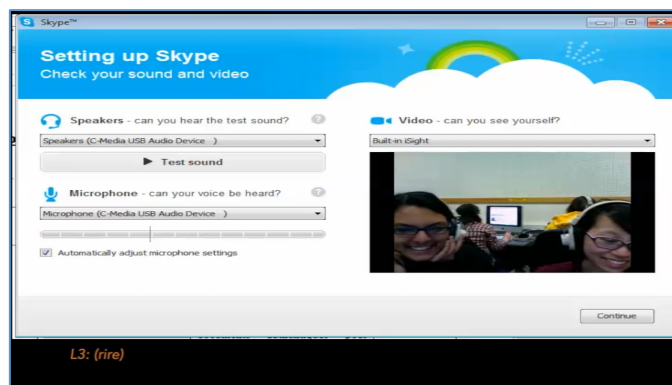 Skype™
Setting up Skype
Check your sound and video
Speakers - can you hear the test sound?
Speakers (C-Media USB Audio Device )
Test sound
Microphone - can your voice be heard?
Microphone (C-Media USB Audio Device )
Automatically adjust microphone settings
Video - can you see yourself?
Built-in iSight
Continue
L3: (rire)